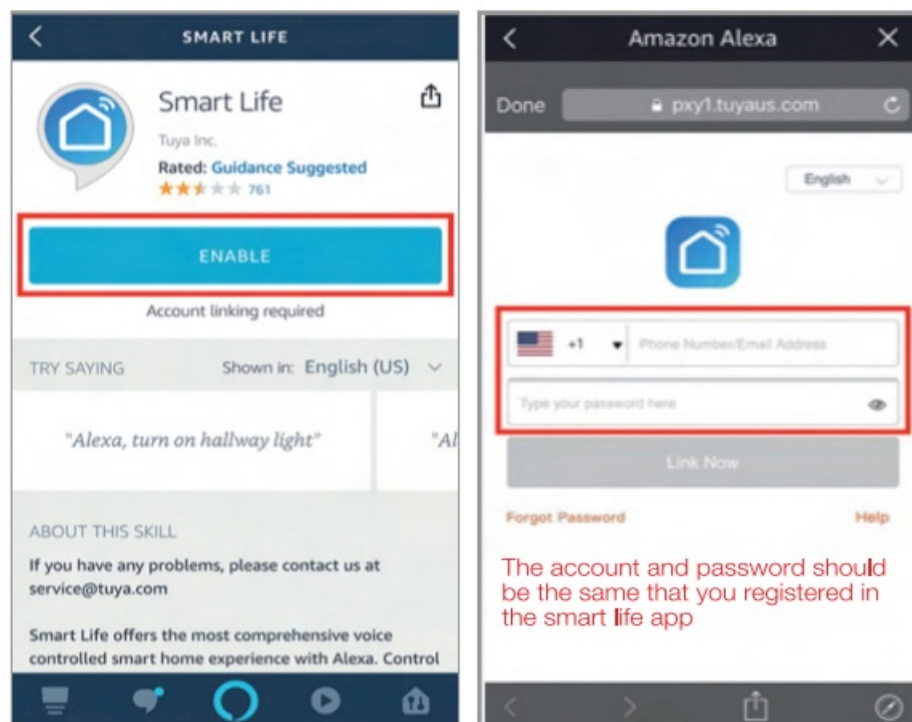 SMART LIFE
Smart Life
Tuya Inc.
Rated: Guidance Suggested
761
ENABLE
Account linking required
TRY SAYING
Shown in: English (US)
"Alexa, turn on hallway light"
"Al
ABOUT THIS SKILL
If you have any problems, please contact us at
service@tuya.com
Smart Life offers the most comprehensive voice
controlled smart home experience with Alexa. Control
Amazon Alexa
Done
pxy1.tuyaus.com
English
+1
Phone Number/Email Address
Type your password here
Link Now
Forgot Password
Help
The account and password should
be the same that you registered in
the smart life app